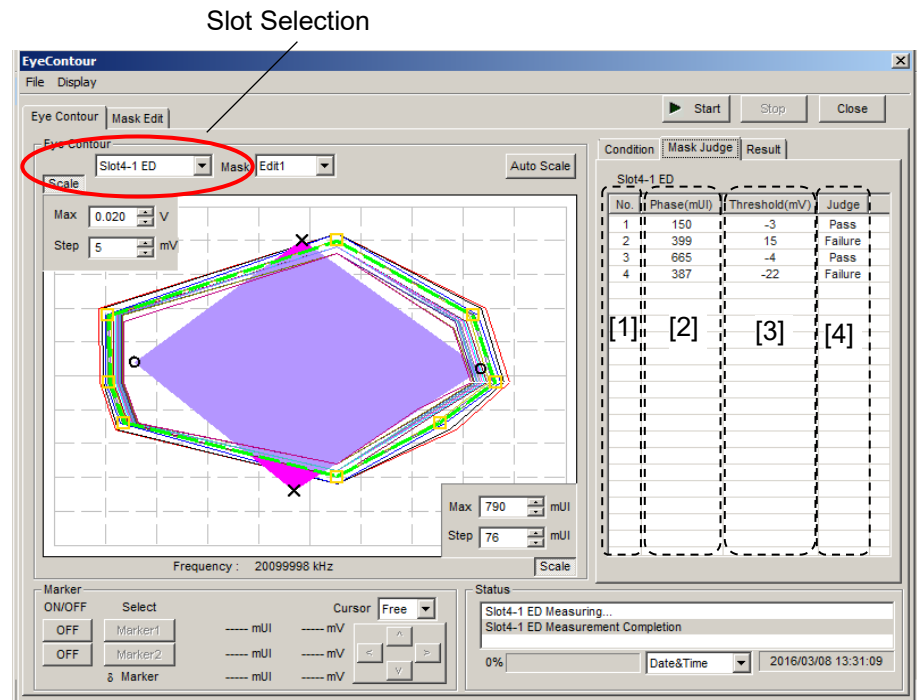 Slot Selection
EyeContour
File Display
Start Stop Close
Eye Contour Mask Edit
Eye Contour
Slot4-1 ED Mask Edit1 Auto Scale
Scale
Max 0.020 V
Step 5 mV
Condition Mask Judge Result
Slot4-1 ED
No. Phase(mUI) Threshold(mV) Judge
1 150 -3 Pass
2 399 15 Failure
3 665 -4 Pass
4 387 -22 Failure
[1] [2] [3] [4]
Max 790 mUI
Step 76 mUI
Frequency : 20099998 kHz Scale
Marker
ON/OFF Select Cursor Free
OFF Marker1 ----- mUI ----- mV
OFF Marker2 ----- mUI ----- mV
δ Marker ----- mUI ----- mV
Status
Slot4-1 ED Measuring...
Slot4-1 ED Measurement Completion
0% Date&Time 2016/03/08 13:31:09